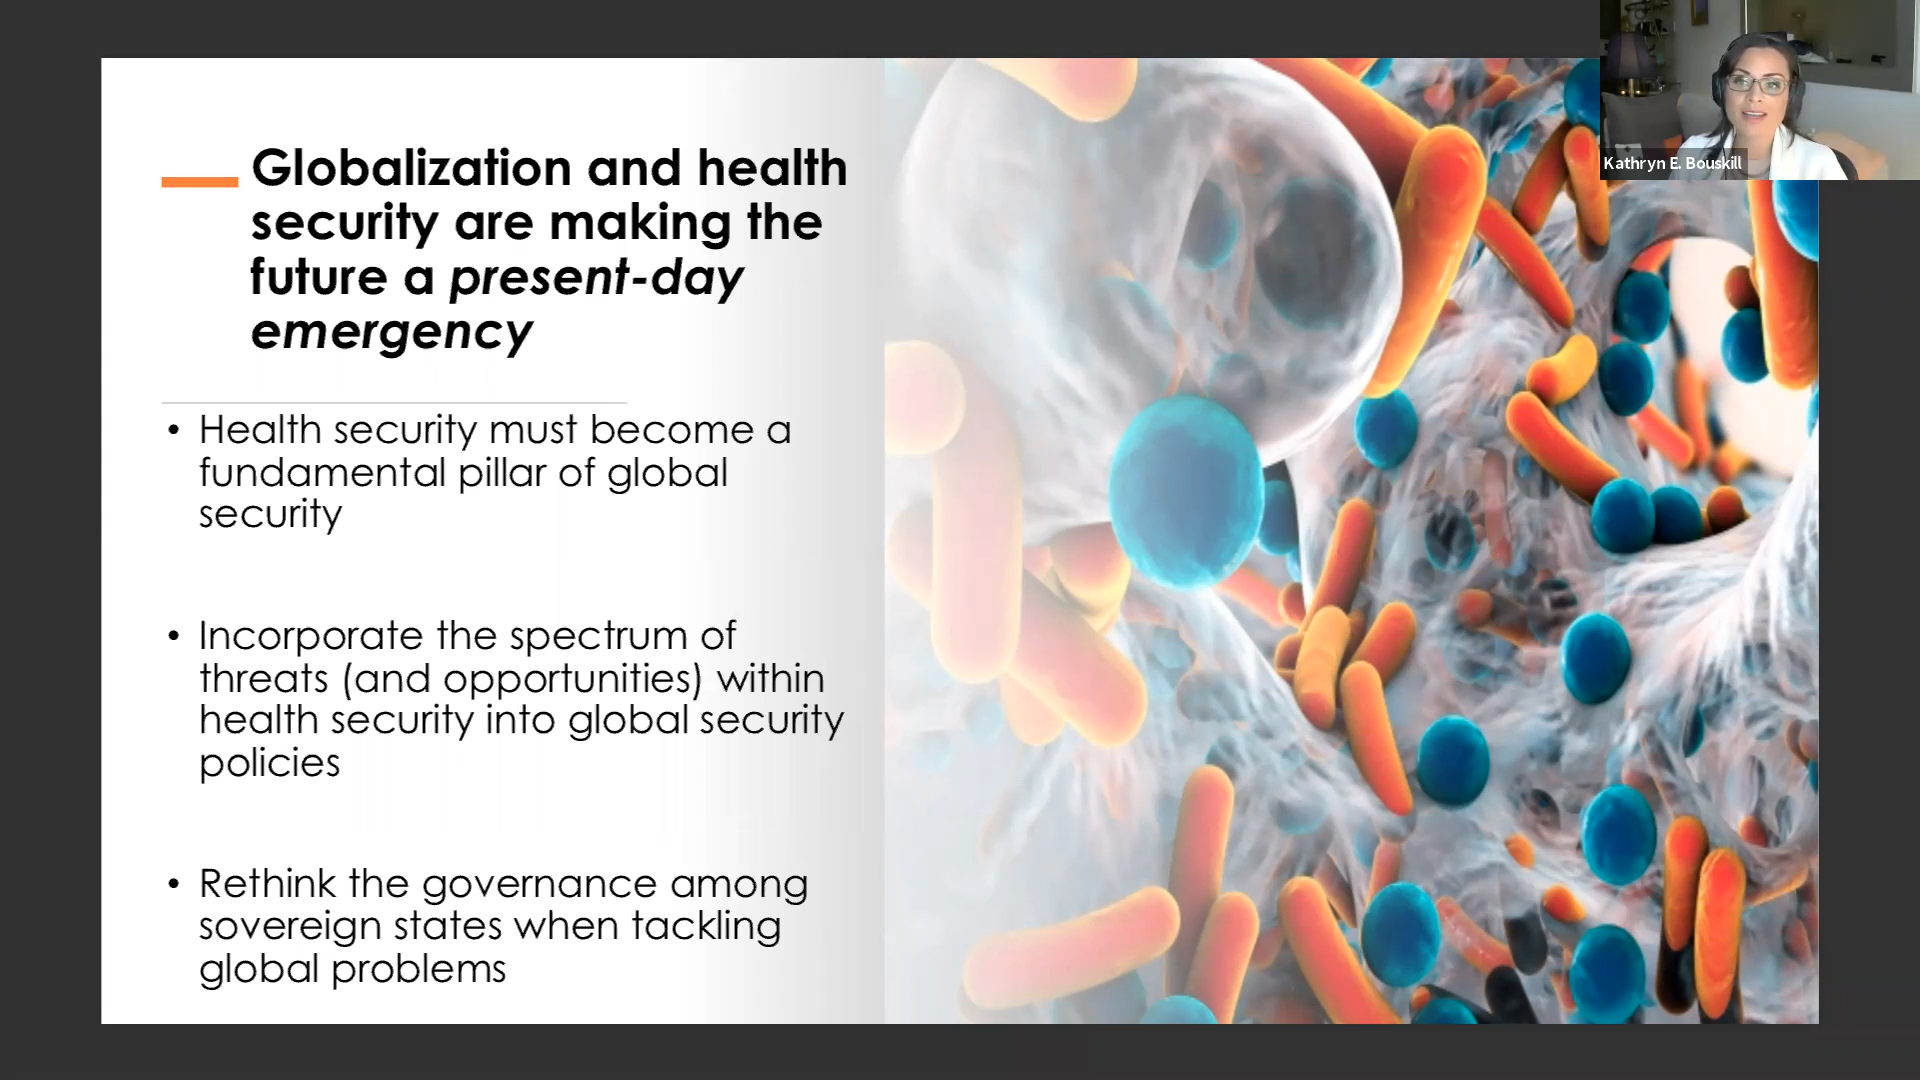 Globalization and health
security are making the
future a present-day
emergency
• Health security must become a
fundamental pillar of global
security
• Incorporate the spectrum of
threats (and opportunities) within
health security into global security
policies
• Rethink the governance among
sovereign states when tackling
global problems
Kathryn E. Bouskill